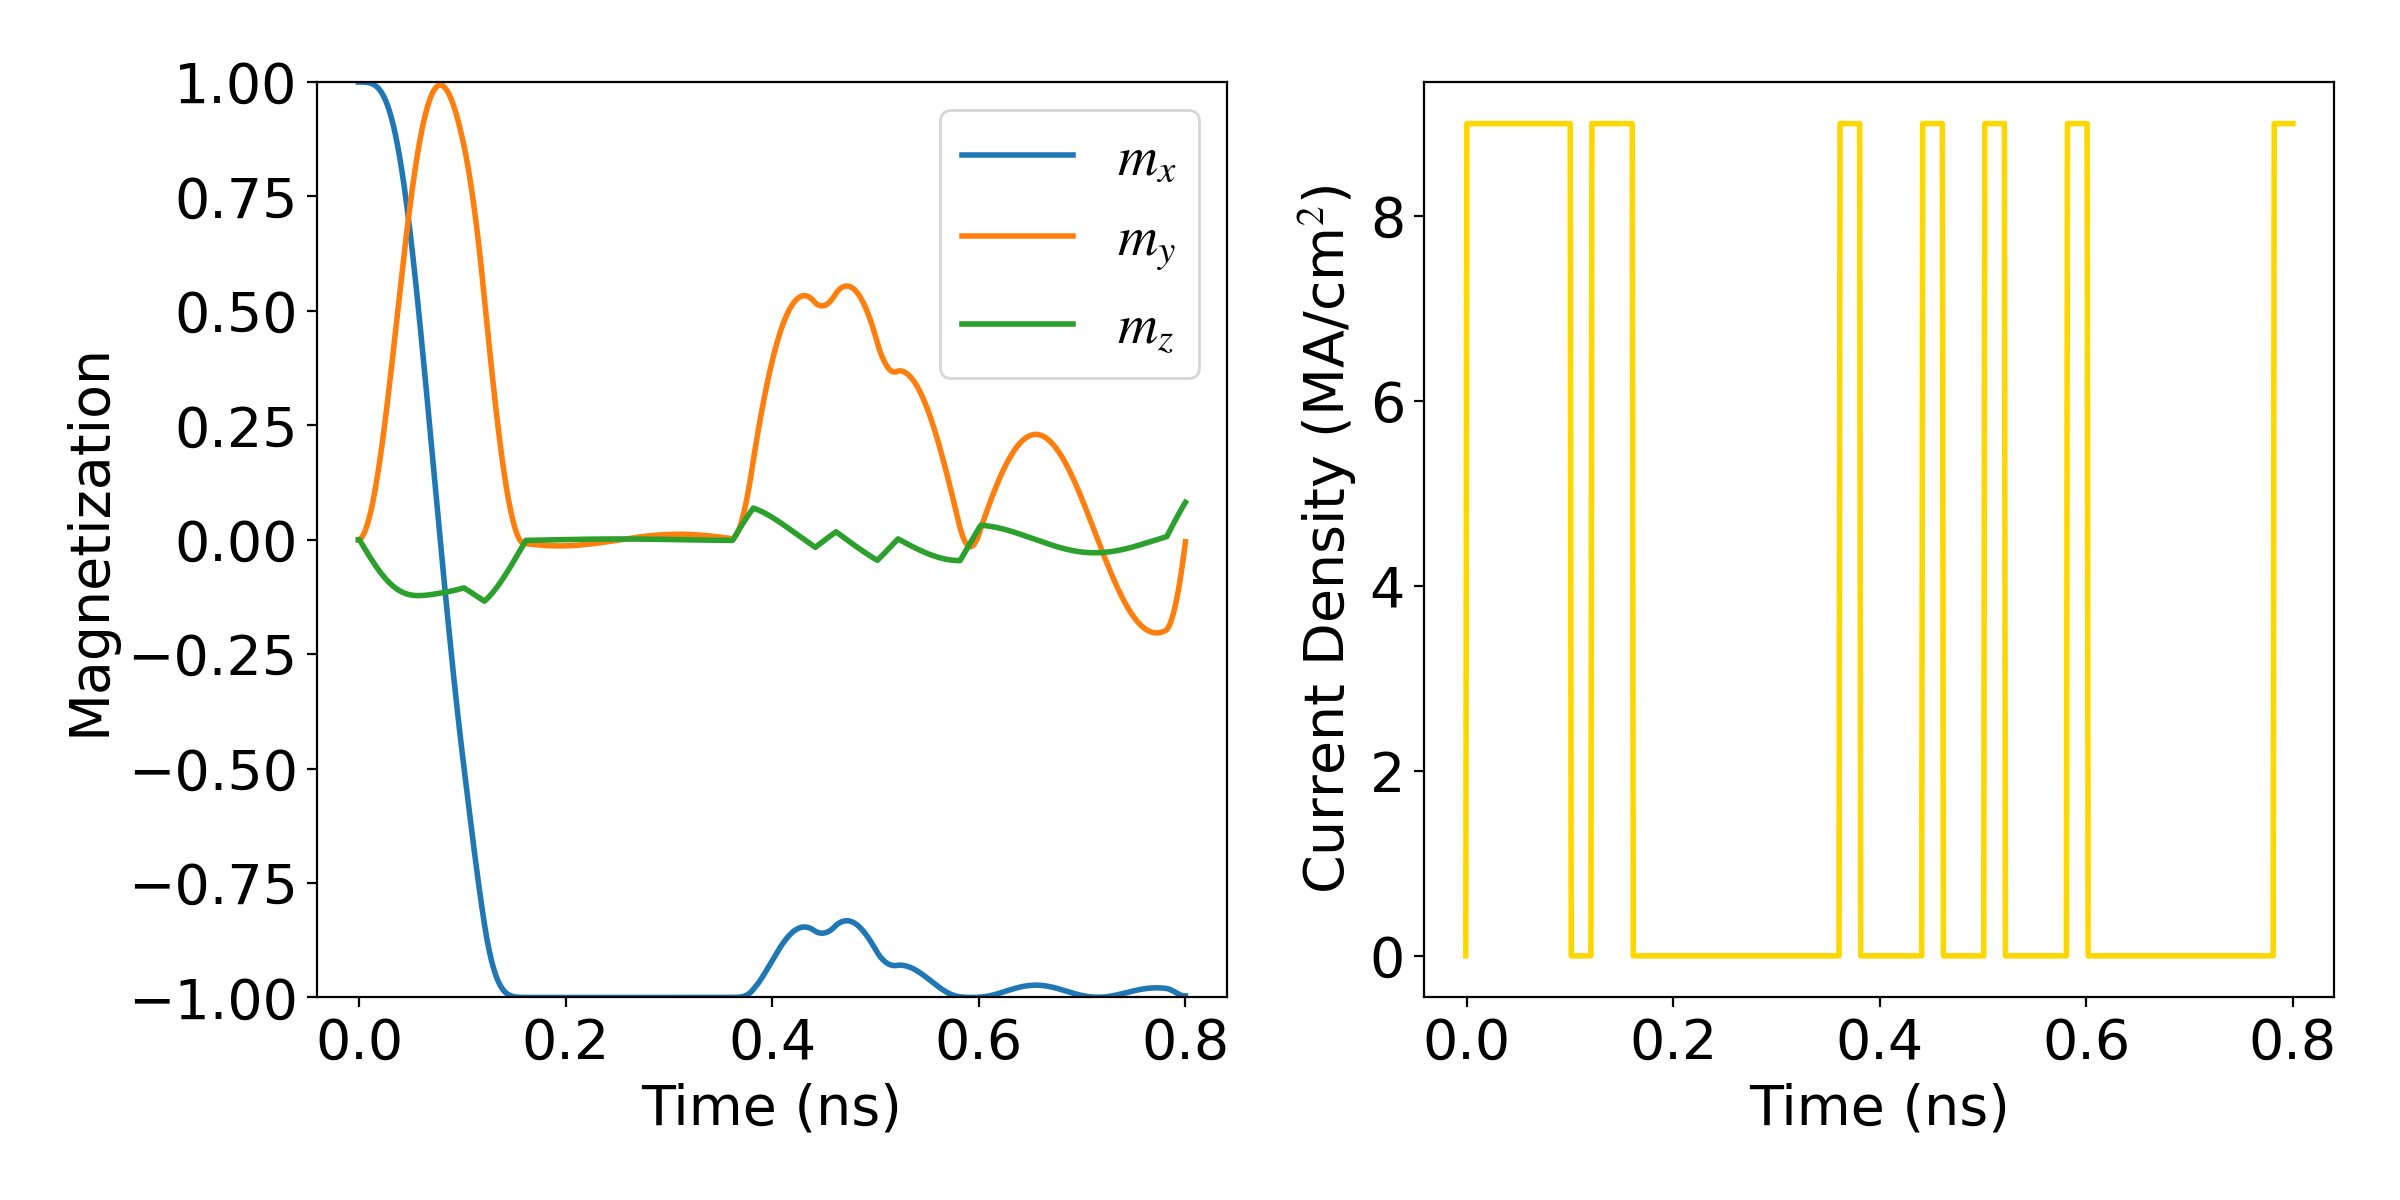 Magnetization
1.00
0.75
0.50
0.25
0.00
−0.25
−0.50
−0.75
−1.00
0.0 0.2 0.4 0.6 0.8
Time (ns)
m_x
m_y
m_z
Current Density (MA/cm²)
8
6
4
2
0
0.0 0.2 0.4 0.6 0.8
Time (ns)